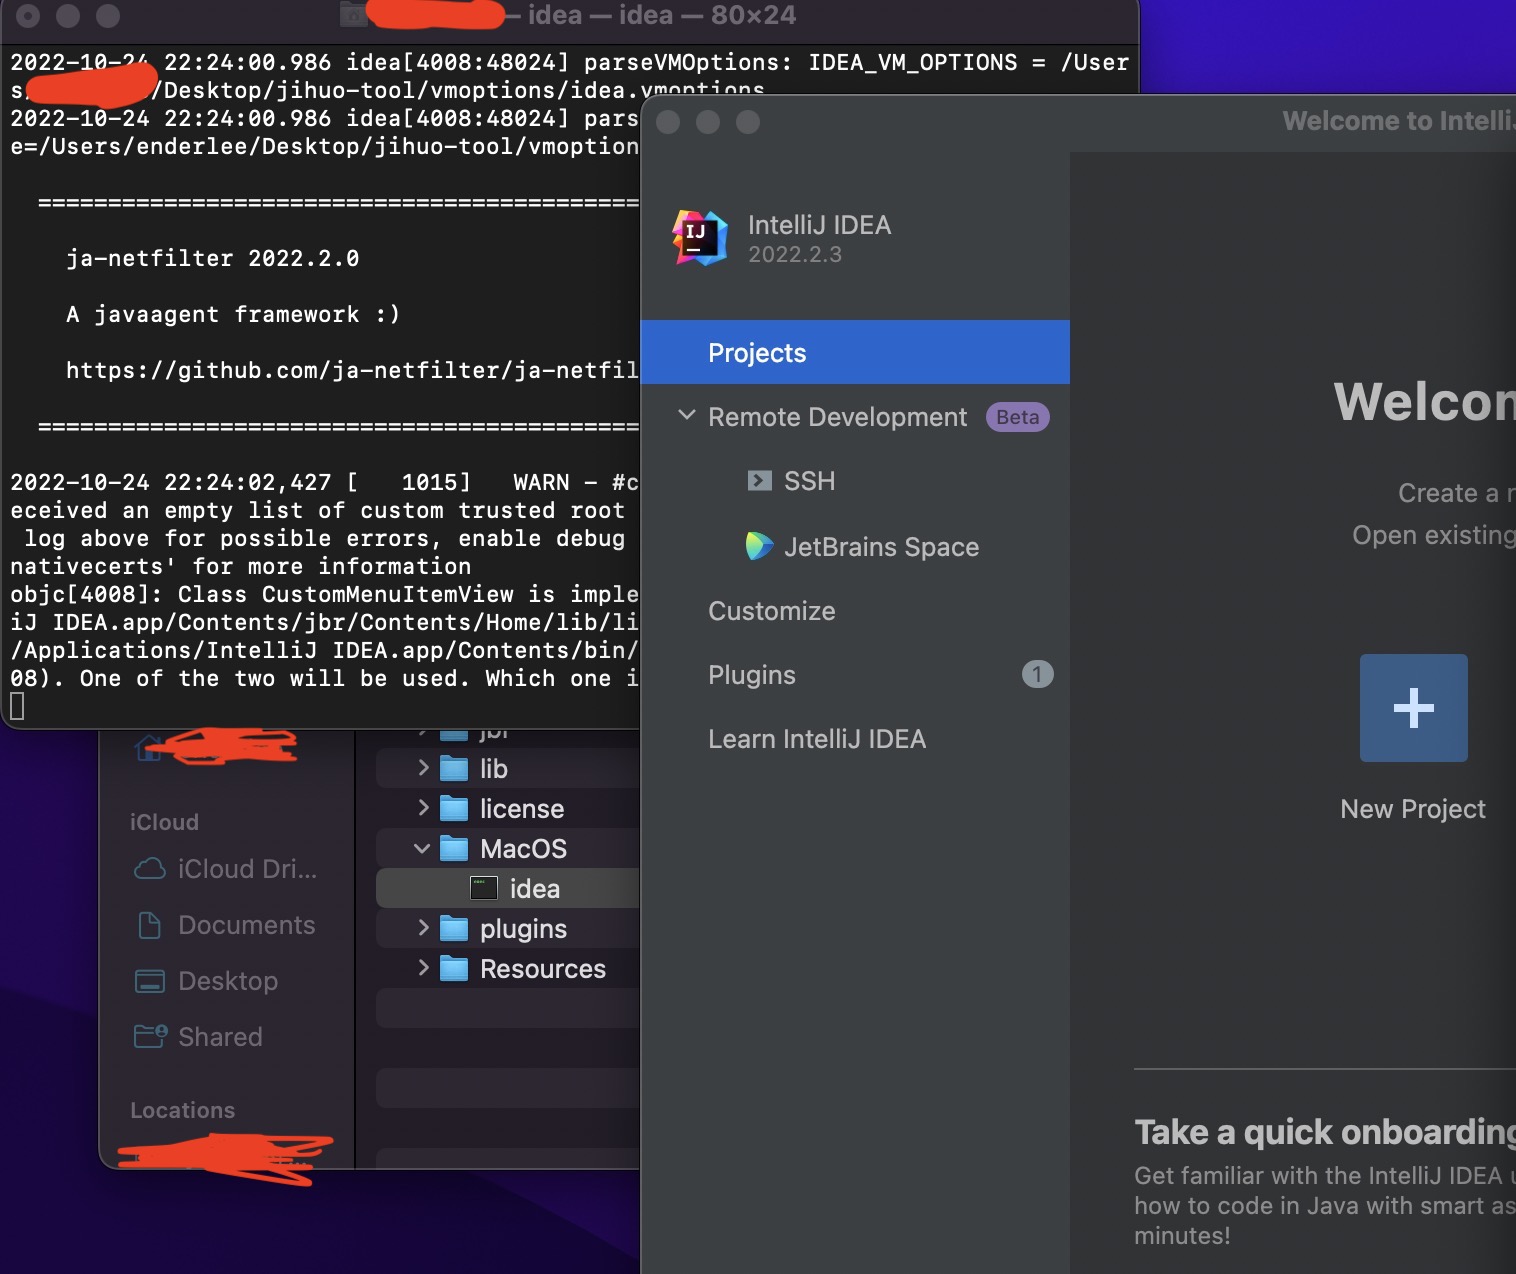 — idea — idea — 80×24
2022-10-24 22:24:00.986 idea[4008:48024] parseVMOptions: IDEA_VM_OPTIONS = /User
s/Desktop/jihuo-tool/vmoptions/idea.vmoptions
2022-10-24 22:24:00.986 idea[4008:48024] pars
e=/Users/enderlee/Desktop/jihuo-tool/vmoption
=============================================
ja-netfilter 2022.2.0
A javaagent framework :)
https://github.com/ja-netfilter/ja-netfil
=============================================
2022-10-24 22:24:02,427 [   1015]   WARN - #c
eceived an empty list of custom trusted root
log above for possible errors, enable debug
nativecerts' for more information
objc[4008]: Class CustomMenuItemView is imple
iJ IDEA.app/Contents/jbr/Contents/Home/lib/li
/Applications/IntelliJ IDEA.app/Contents/bin/
08). One of the two will be used. Which one i
iCloud
iCloud Dri...
Documents
Desktop
Shared
Locations
jbr
lib
license
MacOS
idea
plugins
Resources
Welcome to IntelliJ
IntelliJ IDEA
2022.2.3
Projects
Remote Development Beta
SSH
JetBrains Space
Customize
Plugins 1
Learn IntelliJ IDEA
Welcom
Create a n
Open existing
New Project
Take a quick onboarding
Get familiar with the IntelliJ IDEA u
how to code in Java with smart as
minutes!